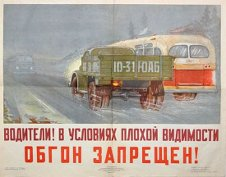 10-31 ЮАБ
ВОДИТЕЛИ! В УСЛОВИЯХ ПЛОХОЙ ВИДИМОСТИ
ОБГОН ЗАПРЕЩЕН!